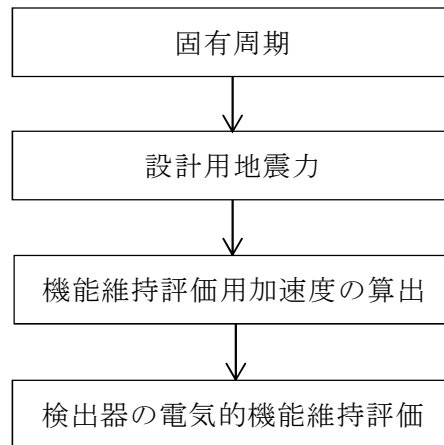 固有周期
設計用地震力
機能維持評価用加速度の算出
検出器の電気的機能維持評価